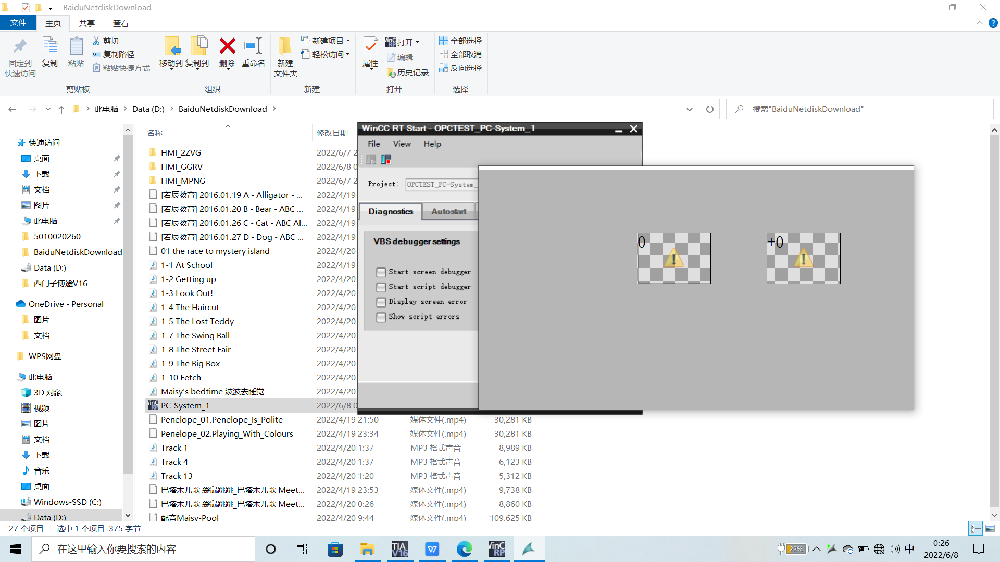 BaiduNetdiskDownload
文件
主页
共享
查看
固定到
快速访问
复制
粘贴
剪切
复制路径
粘贴快捷方式
剪贴板
移动到
复制到
删除
重命名
组织
新建
文件夹
新建项目
轻松访问
新建
属性
打开
编辑
历史记录
打开
全部选择
全部取消
反向选择
选择
此电脑 Data (D:) BaiduNetdiskDownload
搜索"BaiduNetdiskDownload"
快速访问
桌面
下载
文档
图片
此电脑
5010020260
BaiduNetdiskDownload
Data (D:)
西门子博途V16
OneDrive - Personal
图片
文档
WPS网盘
此电脑
3D 对象
视频
图片
文档
下载
音乐
桌面
Windows-SSD (C:)
Data (D:)
名称 修改日期
HMI_2ZVG 2022/6/7 2
HMI_GGRV 2022/6/8 0
HMI_MPNG 2022/6/7 2
[若辰教育] 2016.01.19 A - Alligator - ... 2022/4/19
[若辰教育] 2016.01.20 B - Bear - ABC ... 2022/4/19
[若辰教育] 2016.01.26 C - Cat - ABC Al... 2022/4/19
[若辰教育] 2016.01.27 D - Dog - ABC ... 2022/4/19
01 the race to mystery island 2022/4/20
1-1 At School 2022/4/19
1-2 Getting up 2022/4/20
1-3 Look Out! 2022/4/20
1-4 The Haircut 2022/4/20
1-5 The Lost Teddy 2022/4/20
1-7 The Swing Ball 2022/4/20
1-8 The Street Fair 2022/4/20
1-9 The Big Box 2022/4/20
1-10 Fetch 2022/4/20
Maisy's bedtime 波波去睡觉 2022/4/20
PC-System_1 2022/6/8 0
Penelope_01.Penelope_Is_Polite 2022/4/19 21:50 媒体文件(.mp4) 30,281 KB
Penelope_02.Playing_With_Colours 2022/4/19 23:34 媒体文件(.mp4) 30,281 KB
Track 1 2022/4/20 1:37 MP3 格式声音 8,989 KB
Track 4 2022/4/20 1:37 MP3 格式声音 6,123 KB
Track 13 2022/4/20 1:20 MP3 格式声音 5,312 KB
巴塔木儿歌 袋鼠跳跳_巴塔木儿歌 Meet... 2022/4/19 23:53 媒体文件(.mp4) 9,738 KB
巴塔木儿歌 袋鼠跳跳_巴塔木儿歌 Meet... 2022/4/20 0:26 媒体文件(.mp4) 8,860 KB
配音Maisy-Pool 2022/4/20 9:44 媒体文件(.mp4) 109,625 KB
WinCC RT Start - OPCTEST_PC-System_1
File View Help
Project: OPCTEST_PC-System_
Diagnostics Autostart
VBS debugger settings
Start screen debugger
Start script debugger
Display screen error
Show script errors
0
+0
27 个项目 选中 1 个项目 375 字节
在这里输入你要搜索的内容
TIA
V16
WinC
RP
22%
中
0:26
2022/6/8